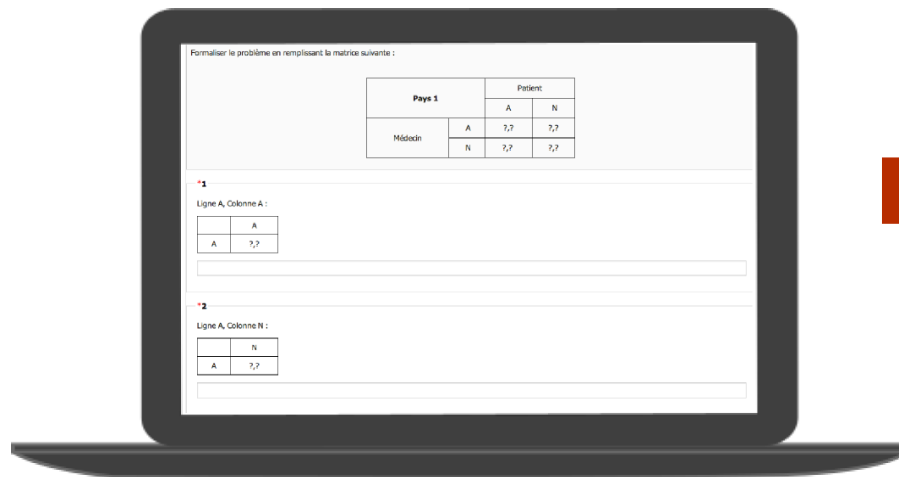 Formaliser le problème en remplissant la matrice suivante :
Pays 1 Patient
A N
Médecin A ?,? ?,?
N ?,? ?,?
*1
Ligne A, Colonne A :
A
A ?,?
*2
Ligne A, Colonne N :
N
A ?,?